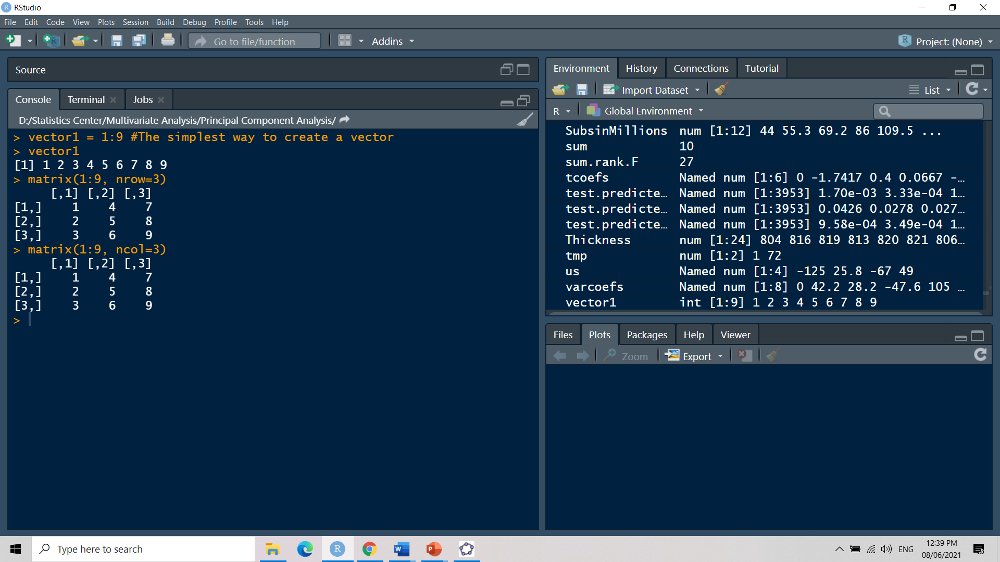 RStudio
File Edit Code View Plots Session Build Debug Profile Tools Help
Go to file/function Addins Project: (None)
Source
Console Terminal Jobs
D:/Statistics Center/Multivariate Analysis/Principal Component Analysis/
> vector1 = 1:9 #The simplest way to create a vector
> vector1
[1] 1 2 3 4 5 6 7 8 9
> matrix(1:9, nrow=3)
     [,1] [,2] [,3]
[1,]    1    4    7
[2,]    2    5    8
[3,]    3    6    9
> matrix(1:9, ncol=3)
     [,1] [,2] [,3]
[1,]    1    4    7
[2,]    2    5    8
[3,]    3    6    9
>
Environment History Connections Tutorial
Import Dataset List
R Global Environment
SubsinMillions num [1:12] 44 55.3 69.2 86 109.5 ...
sum 10
sum.rank.F 27
tcoefs Named num [1:6] 0 -1.7417 0.4 0.0667 -…
test.predicte… Named num [1:3953] 1.70e-03 3.33e-04 1…
test.predicte… Named num [1:3953] 0.0426 0.0278 0.027…
test.predicte… Named num [1:3953] 9.58e-04 3.49e-04 1…
Thickness num [1:24] 804 816 819 813 820 821 806…
tmp num [1:2] 1 72
us Named num [1:4] -125 25.8 -67 49
varcoefs Named num [1:8] 0 42.2 28.2 -47.6 105 …
vector1 int [1:9] 1 2 3 4 5 6 7 8 9
Files Plots Packages Help Viewer
Zoom Export
Type here to search
ENG
12:39 PM
08/06/2021